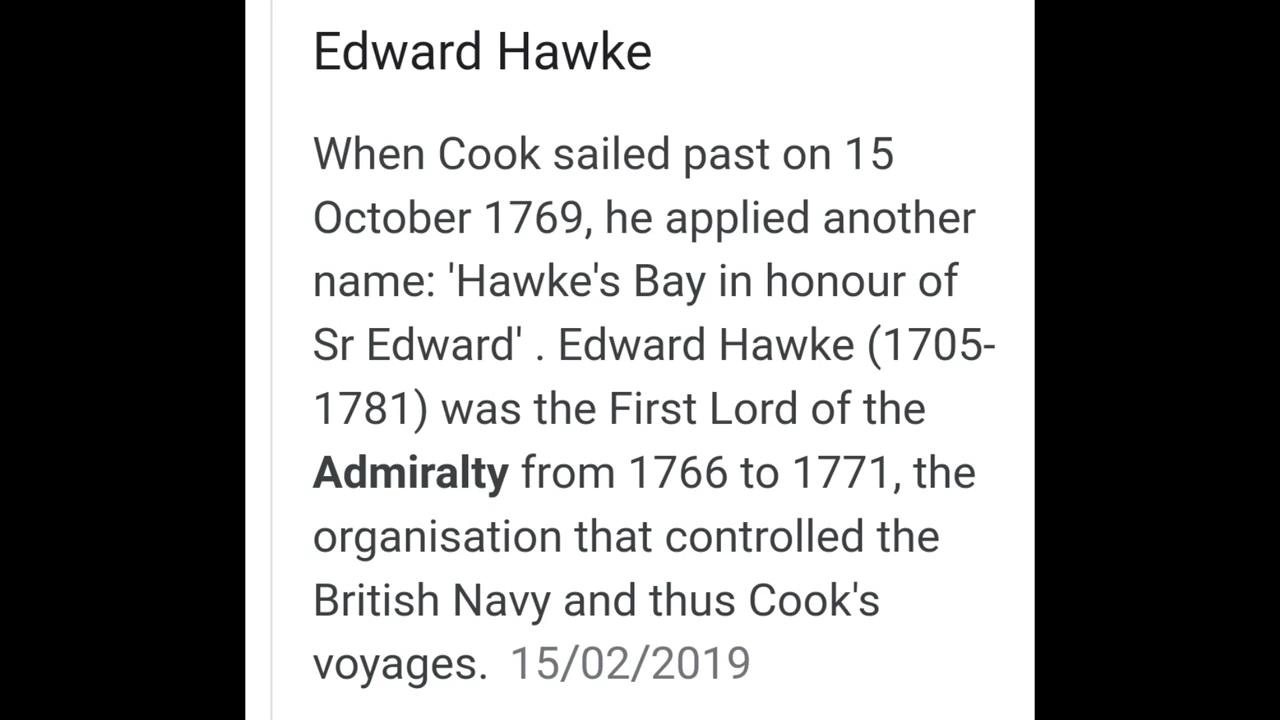 Edward Hawke
When Cook sailed past on 15
October 1769, he applied another
name: 'Hawke's Bay in honour of
Sr Edward' . Edward Hawke (1705-
1781) was the First Lord of the
Admiralty from 1766 to 1771, the
organisation that controlled the
British Navy and thus Cook's
voyages. 15/02/2019